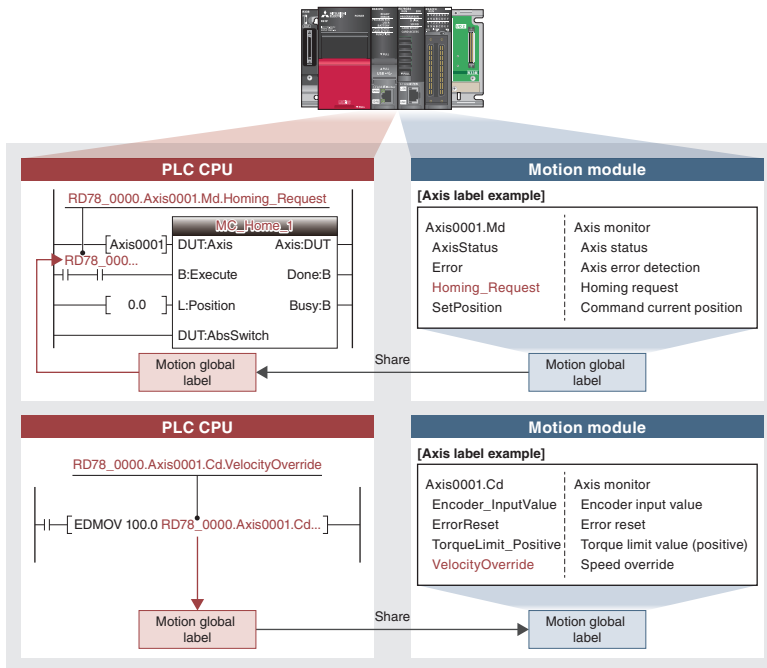 PLC CPU
RD78_0000.Axis0001.Md.Homing_Request
MC_Home_1
Axis0001
DUT:Axis
Axis:DUT
RD78_000...
B:Execute
Done:B
0.0
L:Position
Busy:B
DUT:AbsSwitch
Motion global
label
Share
Motion module
[Axis label example]
Axis0001.Md
Axis monitor
AxisStatus
Axis status
Error
Axis error detection
Homing_Request
Homing request
SetPosition
Command current position
Motion global
label
PLC CPU
RD78_0000.Axis0001.Cd.VelocityOverride
EDMOV 100.0 RD78_0000.Axis0001.Cd...
Motion global
label
Share
Motion module
[Axis label example]
Axis0001.Cd
Axis monitor
Encoder_InputValue
Encoder input value
ErrorReset
Error reset
TorqueLimit_Positive
Torque limit value (positive)
VelocityOverride
Speed override
Motion global
label